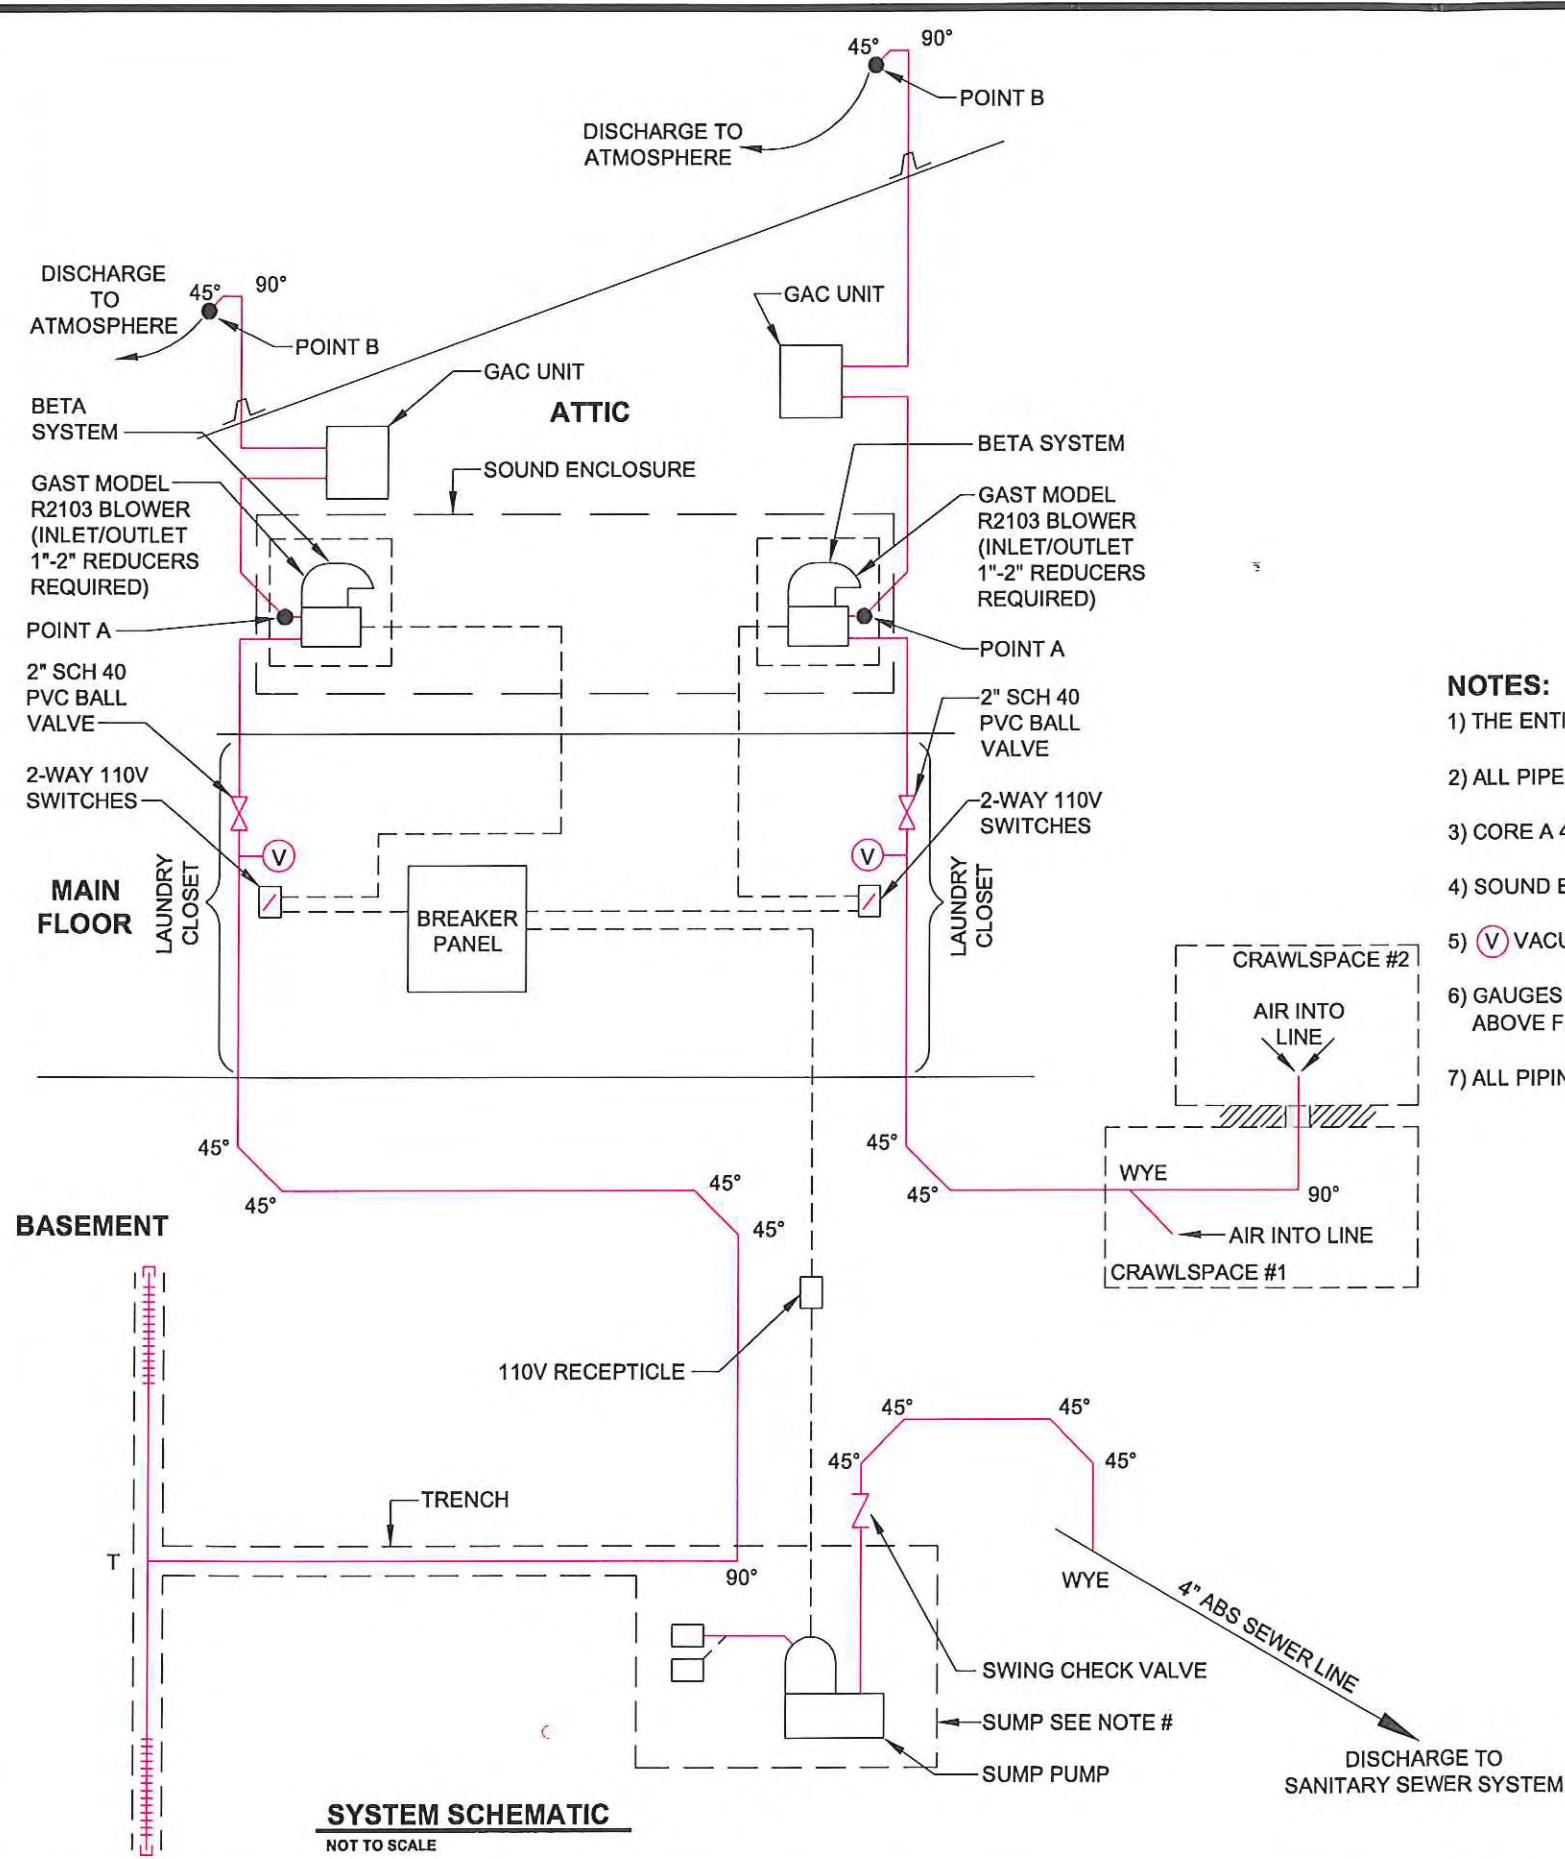 45°
90°
POINT B
DISCHARGE TO
ATMOSPHERE
DISCHARGE
TO
ATMOSPHERE
45°
90°
POINT B
GAC UNIT
GAC UNIT
ATTIC
BETA
SYSTEM
SOUND ENCLOSURE
BETA SYSTEM
GAST MODEL
R2103 BLOWER
(INLET/OUTLET
1"-2" REDUCERS
REQUIRED)
GAST MODEL
R2103 BLOWER
(INLET/OUTLET
1"-2" REDUCERS
REQUIRED)
POINT A
POINT A
2" SCH 40
PVC BALL
VALVE
2" SCH 40
PVC BALL
VALVE
2-WAY 110V
SWITCHES
2-WAY 110V
SWITCHES
V
V
MAIN
FLOOR
LAUNDRY
CLOSET
BREAKER
PANEL
LAUNDRY
CLOSET
NOTES:
1) THE ENTI
2) ALL PIPE
3) CORE A 4
4) SOUND E
5) V VACU
6) GAUGES
ABOVE F
7) ALL PIPIN
CRAWLSPACE #2
AIR INTO
LINE
45°
45°
45°
45°
45°
45°
WYE
90°
AIR INTO LINE
CRAWLSPACE #1
BASEMENT
110V RECEPTICLE
45°
45°
45°
45°
TRENCH
T
90°
WYE
4" ABS SEWER LINE
SWING CHECK VALVE
SUMP SEE NOTE #
SUMP PUMP
DISCHARGE TO
SANITARY SEWER SYSTEM
SYSTEM SCHEMATIC
NOT TO SCALE